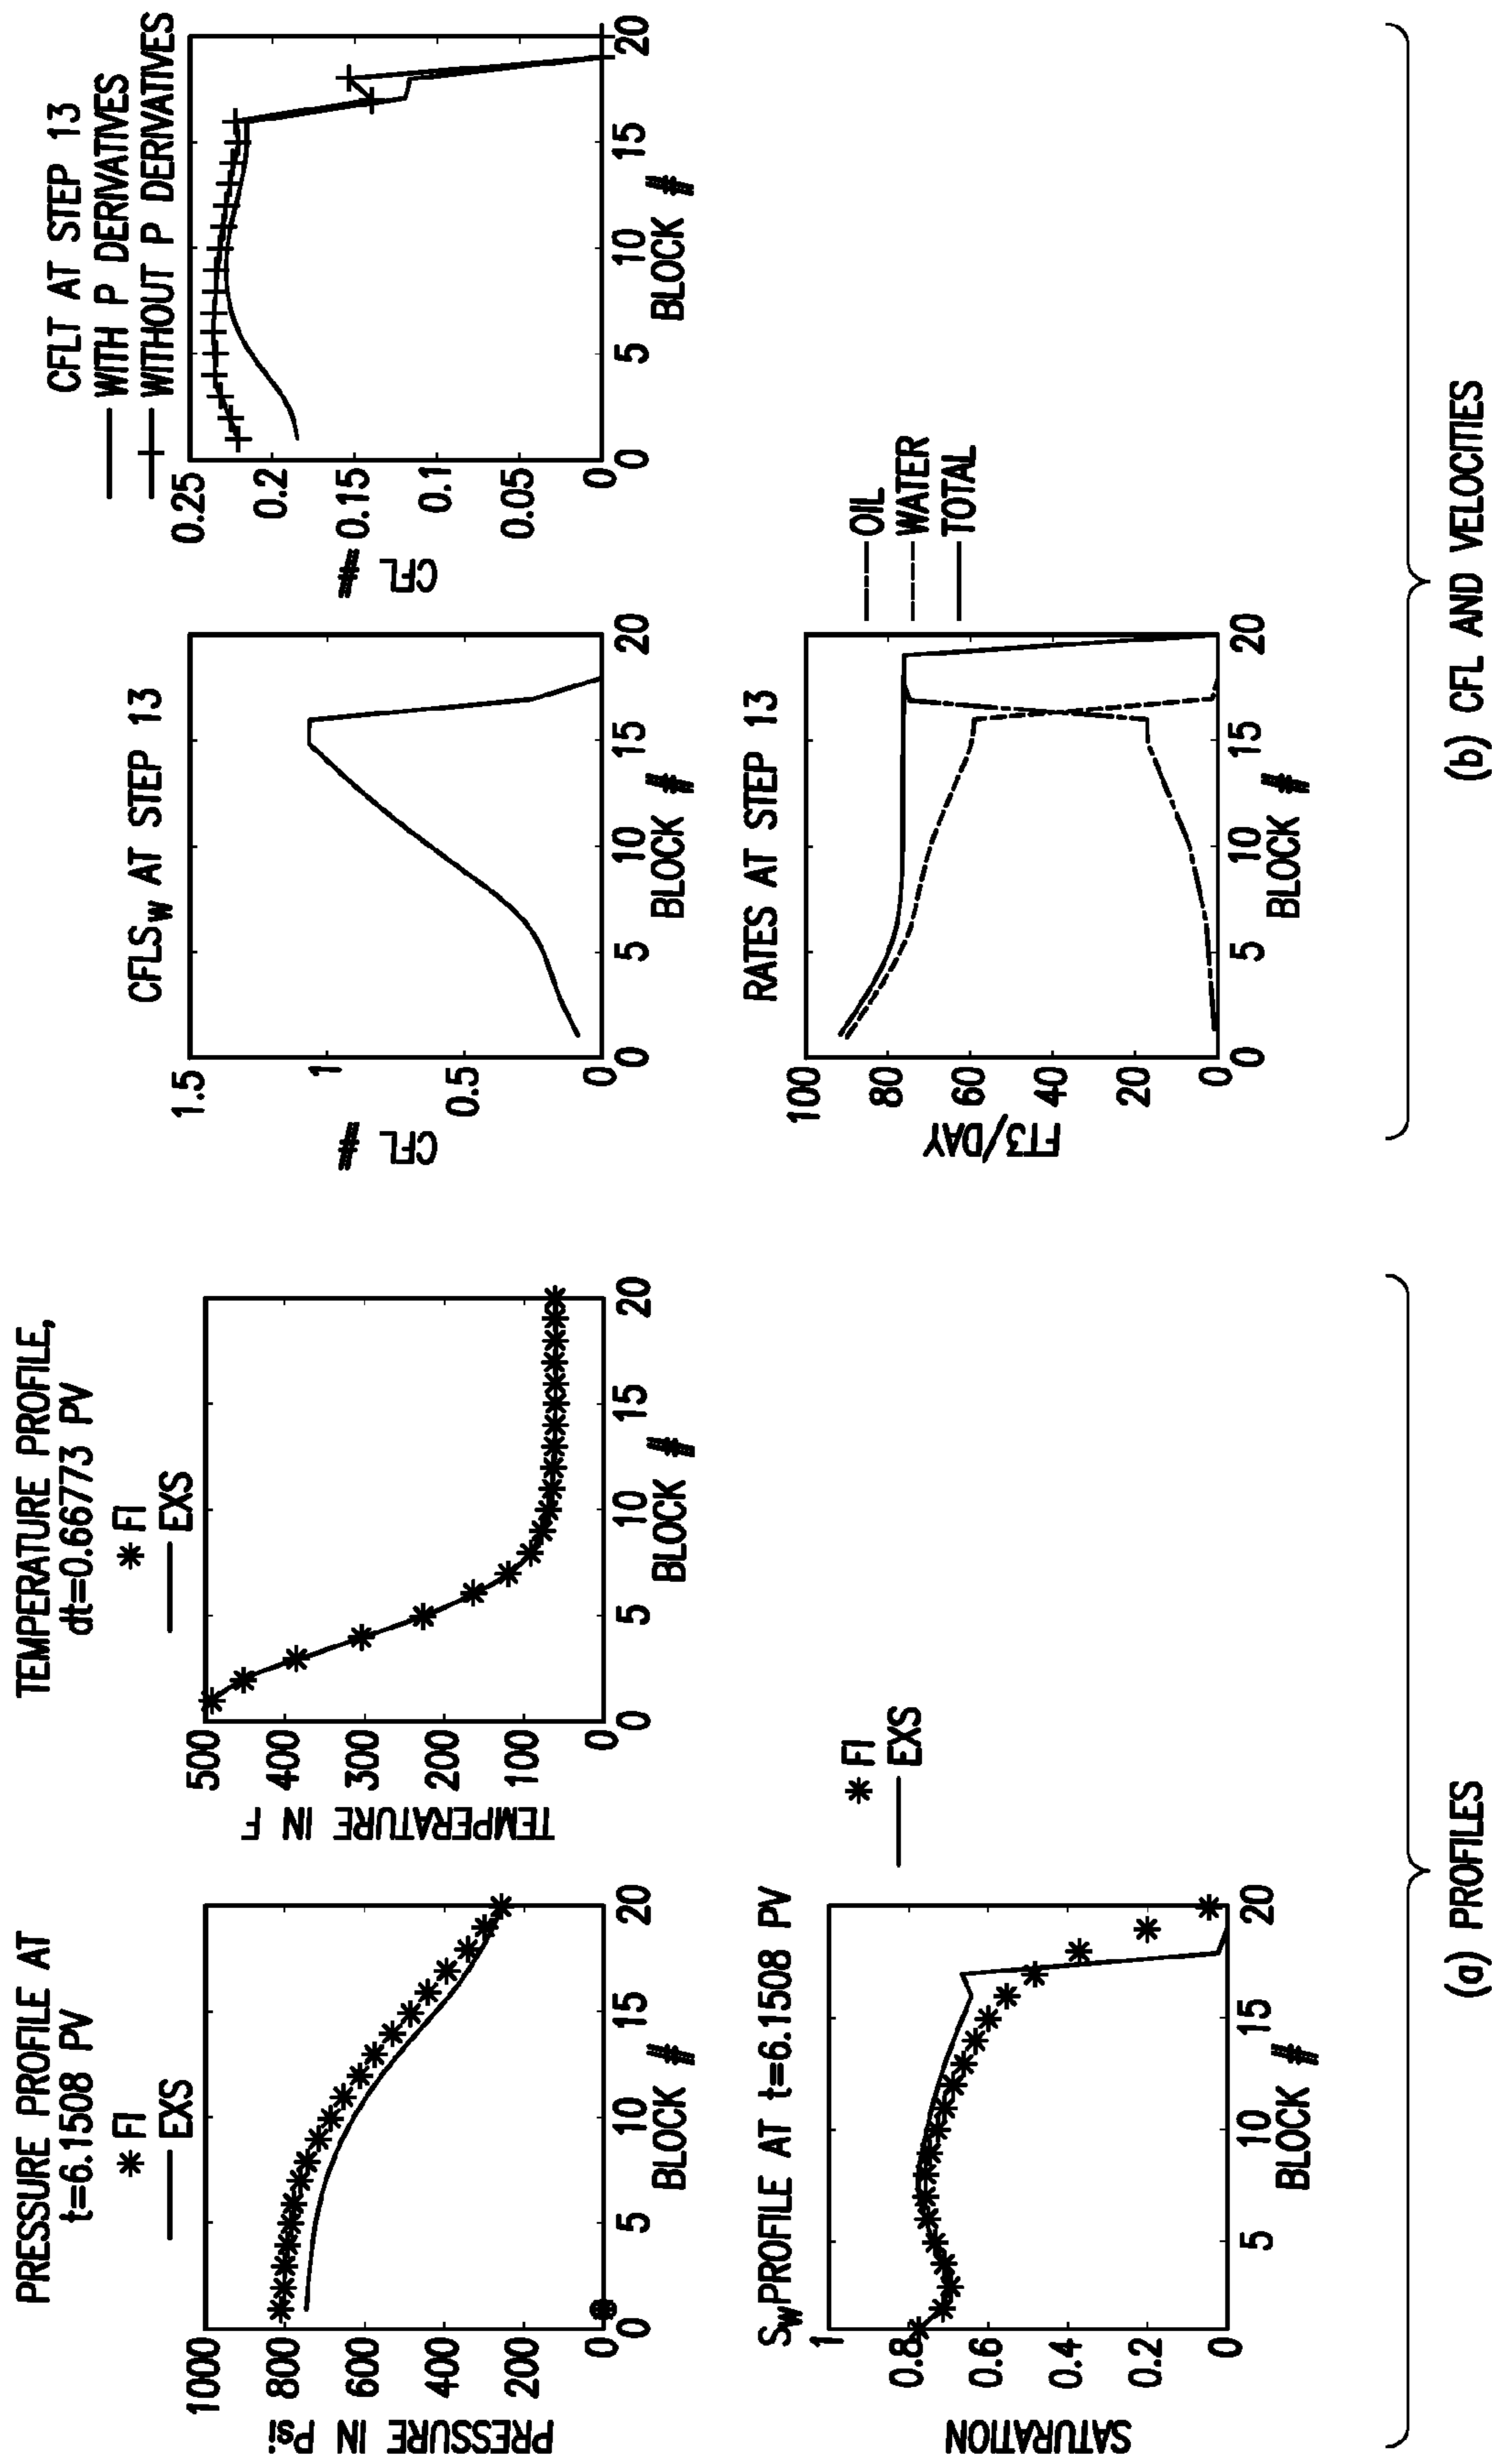 PRESSURE PROFILE AT
t=6.1508 PV
FI
EXS
PRESSURE IN Psi
1000
800
600
400
200
0
0
5
10
15
20
BLOCK #
TEMPERATURE PROFILE,
dt=0.66773 PV
FI
EXS
TEMPERATURE IN F
500
400
300
200
100
0
0
5
10
15
20
BLOCK #
SwPROFILE AT t=6.1508 PV
FI
EXS
SATURATION
1
0.8
0.6
0.4
0.2
0
5
10
15
20
BLOCK #
(a) PROFILES
CFLSw AT STEP 13
CFL #
1.5
1
0.5
0
0
5
10
15
20
BLOCK #
CFLT AT STEP 13
WITH P DERIVATIVES
WITHOUT P DERIVATIVES
CFL #
0.25
0.2
0.15
0.1
0.05
0
0
5
10
15
20
BLOCK #
RATES AT STEP 13
OIL
WATER
TOTAL
FT3/DAY
100
80
60
40
20
0
0
5
10
15
20
BLOCK #
(b) CFL AND VELOCITIES